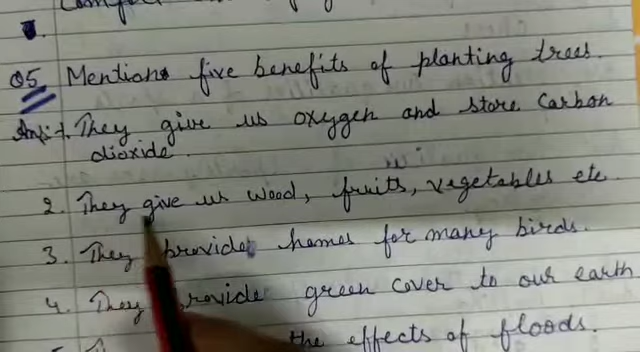 Q5 Mention five benefits of planting trees.
Ans:- 1. They give us oxygen and store carbon
dioxide.
2. They give us wood, fruits, vegetables etc.
3. They provide homes for many birds.
4. They provide green cover to our earth
the effects of floods.